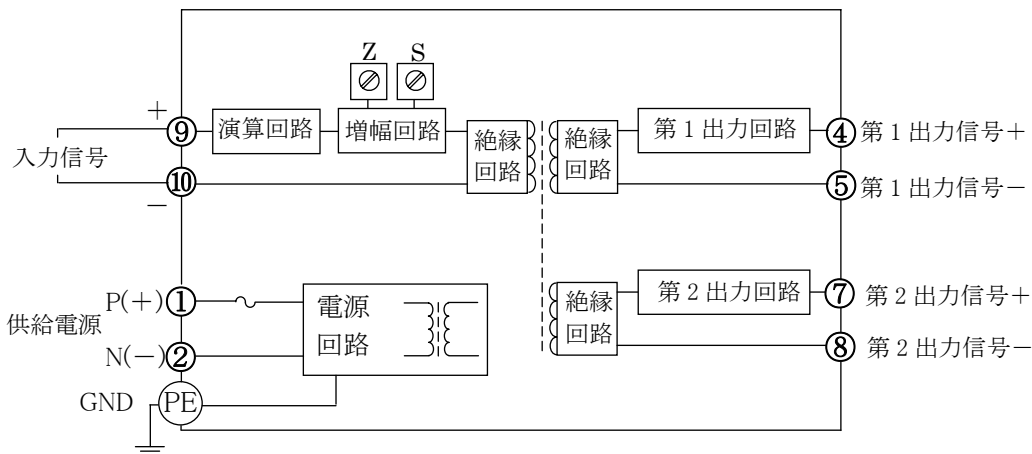 Z
S
+
⑨
演算回路
増幅回路
絶縁
回路
絶縁
回路
第1出力回路
④
第1出力信号+
入力信号
⑩
−
⑤
第1出力信号−
P(+)
①
供給電源
N(−)
②
電源
回路
絶縁
回路
第2出力回路
⑦
第2出力信号+
⑧
第2出力信号−
GND
PE